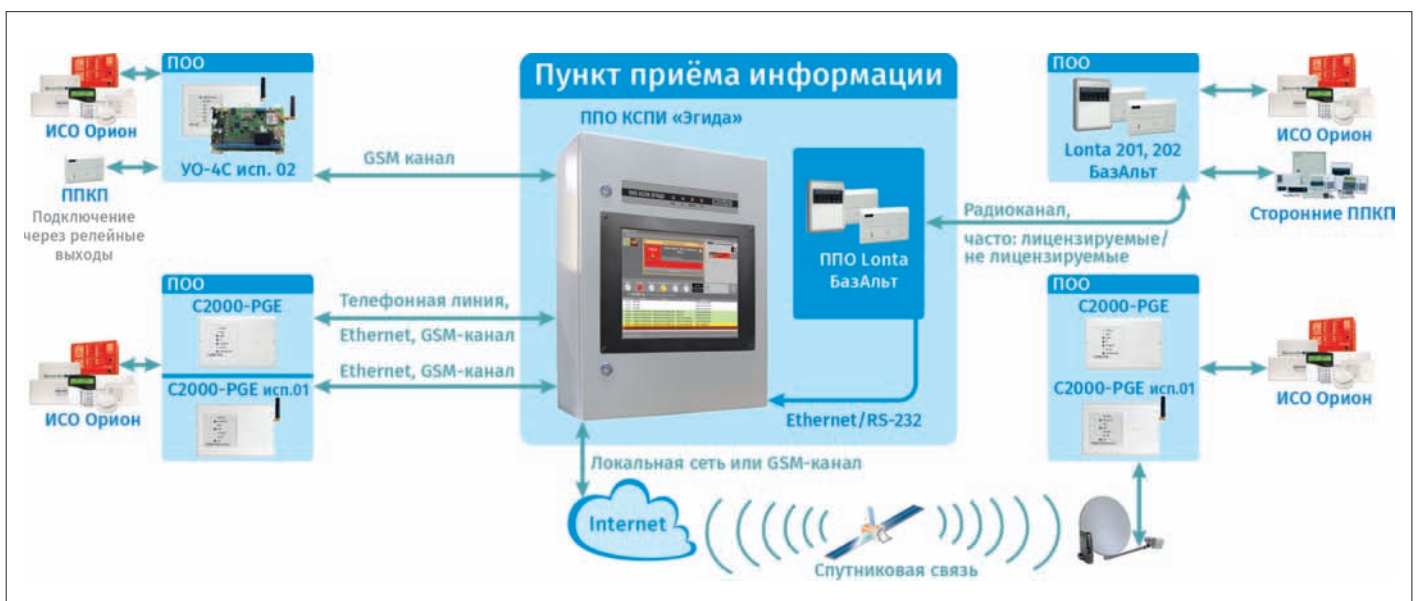 Пункт приёма информации
ППО КСПИ «Эгида»
ППО Lonta
БазАльт
Ethernet/RS-232
ПОО
УО-4С исп. 02
ИСО Орион
ППКП
Подключение
через релейные
выходы
GSM канал
ПОО
С2000-PGE
С2000-PGE исп.01
ИСО Орион
Телефонная линия,
Ethernet, GSM-канал
Ethernet, GSM-канал
ПОО
Lonta 201, 202
БазАльт
ИСО Орион
Сторонние ППКП
Радиоканал,
часто: лицензируемые/
не лицензируемые
ПОО
С2000-PGE
С2000-PGE исп.01
ИСО Орион
Локальная сеть или GSM-канал
Internet
Спутниковая связь